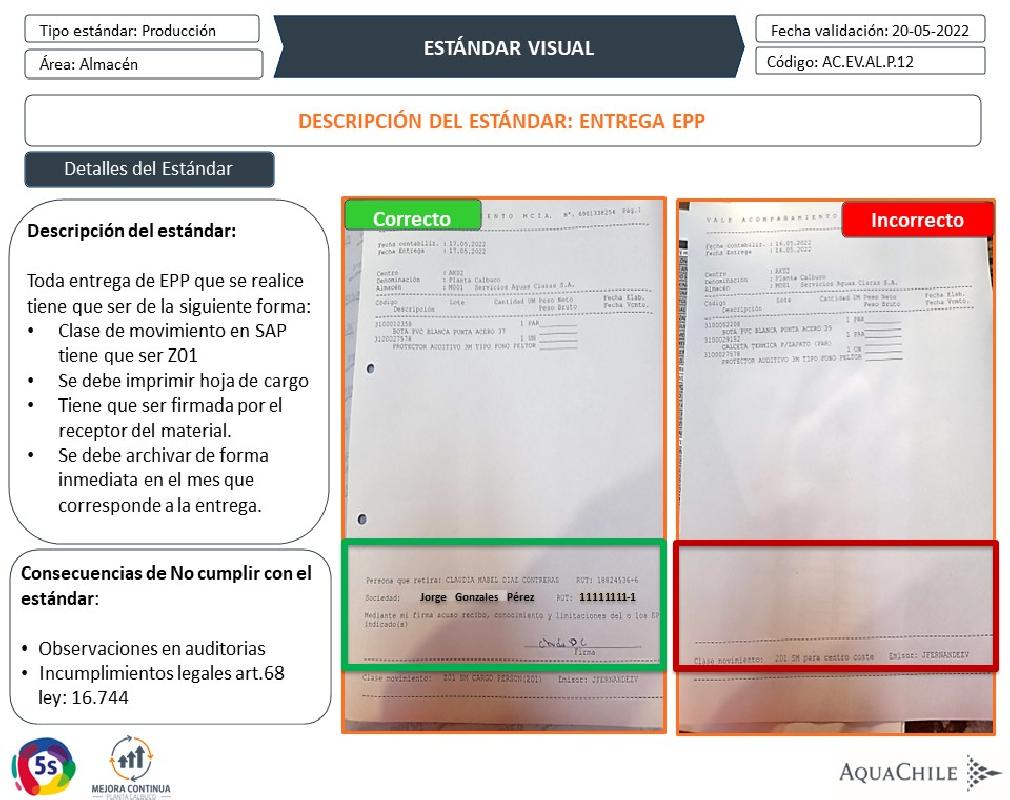 Tipo estándar: Producción
Área: Almacén
ESTÁNDAR VISUAL
Fecha validación: 20-05-2022
Código: AC.EV.AL.P.12
DESCRIPCIÓN DEL ESTÁNDAR: ENTREGA EPP
Detalles del Estándar
Descripción del estándar:
Toda entrega de EPP que se realice
tiene que ser de la siguiente forma:
• Clase de movimiento en SAP
tiene que ser Z01
• Se debe imprimir hoja de cargo
• Tiene que ser firmada por el
receptor del material.
• Se debe archivar de forma
inmediata en el mes que
corresponde a la entrega.
Consecuencias de No cumplir con el
estándar:
• Observaciones en auditorias
• Incumplimientos legales art.68
ley: 16.744
Correcto
IENTO MCIA. Nº. 6901338254 Pág.1
Fecha contabiliz. : 17.05.2022
Fecha Entrega : 17.05.2022
Centro : AK02
Denominación : Planta Calbuco
Almacén : M001 Servicios Aguas Claras S.A.
Código Lote Cantidad UM Peso Neto Fecha Elab.
Descripción Peso Bruto Fecha Vcmto.
1 PAR
BOTA PVC BLANCA PUNTA ACERO 39
3100027578 1 UN
PROTECTOR AUDITIVO 3M TIPO FONO PELTOR
Persona que retira: CLAUDIA MABEL DIAZ CONTRERAS RUT: 18824536-6
Sociedad: Jorge Gonzales Pérez RUT: 11111111-1
Mediante mi firma acuso recibo, conocimiento y limitaciones del o los EP
indicado(s)
Firma
Clase movimiento: Z01 SM CARGO PERSON(201) Emisor: JFERNANDEZV
Incorrecto
VALE ACOMPAÑAMIENTO
Fecha contabiliz. : 16.05.2022
Fecha Entrega : 16.05.2022
Centro : AK02
Denominación : Planta Calbuco
Almacén : M001 Servicios Aguas Claras S.A.
Código Lote Cantidad UM Peso Neto Fecha Elab.
Descripción Peso Bruto Fecha Vcmto.
1 PAR
BOTA PVC BLANCA PUNTA ACERO 39
PAR
CALCETA TERMICA P/ZAPATO (PAR)
3100027578 1 UN
PROTECTOR AUDITIVO 3M TIPO FONO PELTOR
Clase movimiento: 201 SM para centro coste Emisor: JFERNANDEZV
5s
MEJORA CONTINUA
PLANTA CALBUCO
AQUACHILE